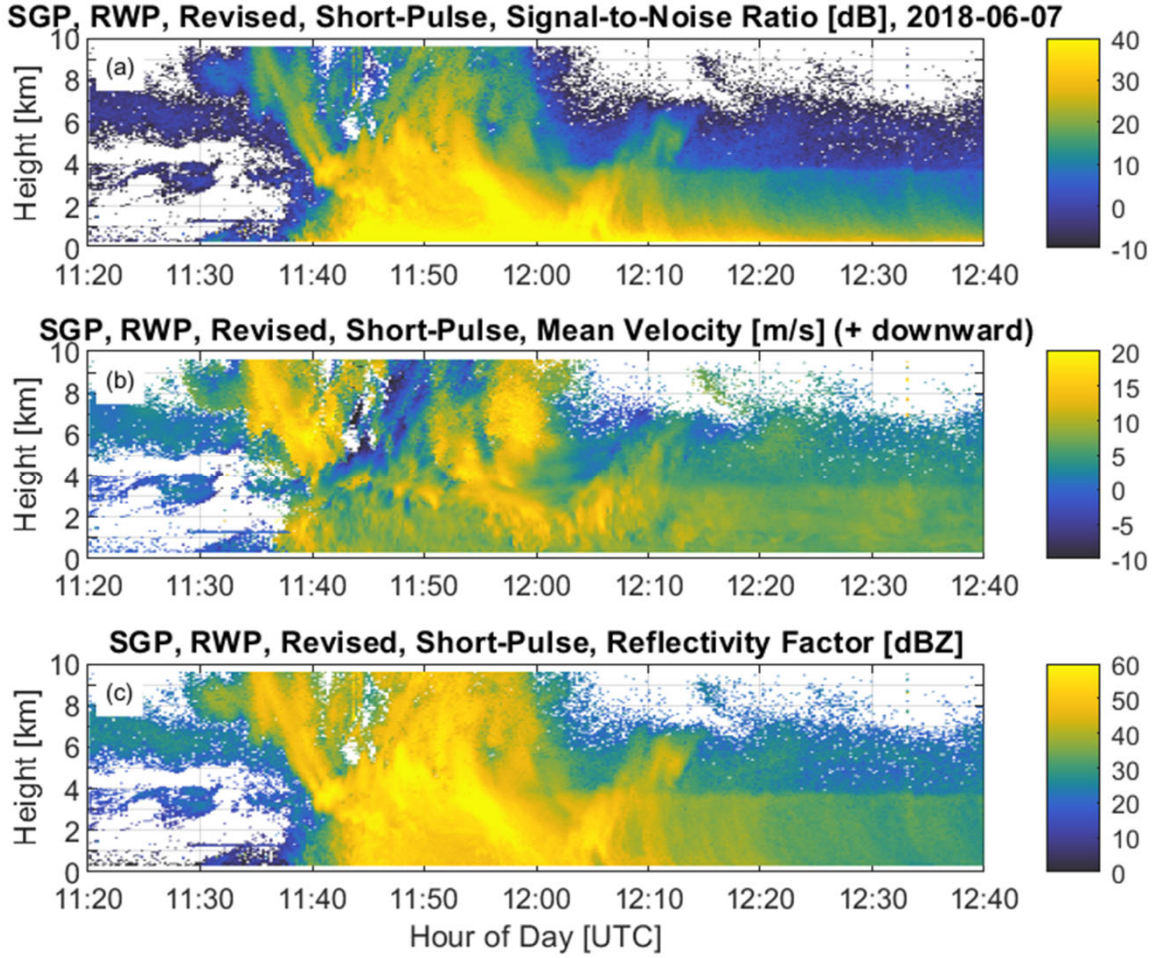 SGP, RWP, Revised, Short-Pulse, Signal-to-Noise Ratio [dB], 2018-06-07
(a)
Height [km]
10
8
6
4
2
0
11:20 11:30 11:40 11:50 12:00 12:10 12:20 12:30 12:40
40
30
20
10
0
-10
SGP, RWP, Revised, Short-Pulse, Mean Velocity [m/s] (+ downward)
(b)
Height [km]
10
8
6
4
2
0
11:20 11:30 11:40 11:50 12:00 12:10 12:20 12:30 12:40
20
15
10
5
0
-5
-10
SGP, RWP, Revised, Short-Pulse, Reflectivity Factor [dBZ]
(c)
Height [km]
10
8
6
4
2
0
11:20 11:30 11:40 11:50 12:00 12:10 12:20 12:30 12:40
60
50
40
30
20
10
0
Hour of Day [UTC]